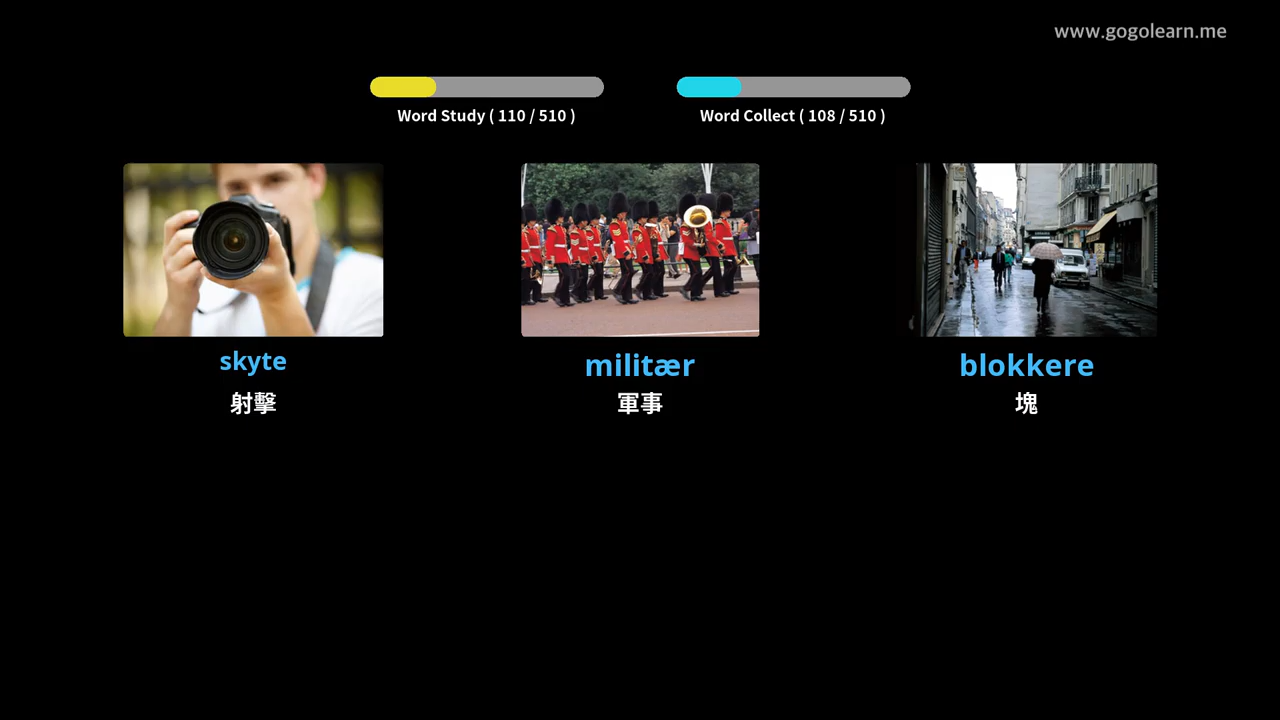 www.gogolearn.me
Word Study ( 110 / 510 )
Word Collect ( 108 / 510 )
skyte
射擊
militær
軍事
blokkere
塊